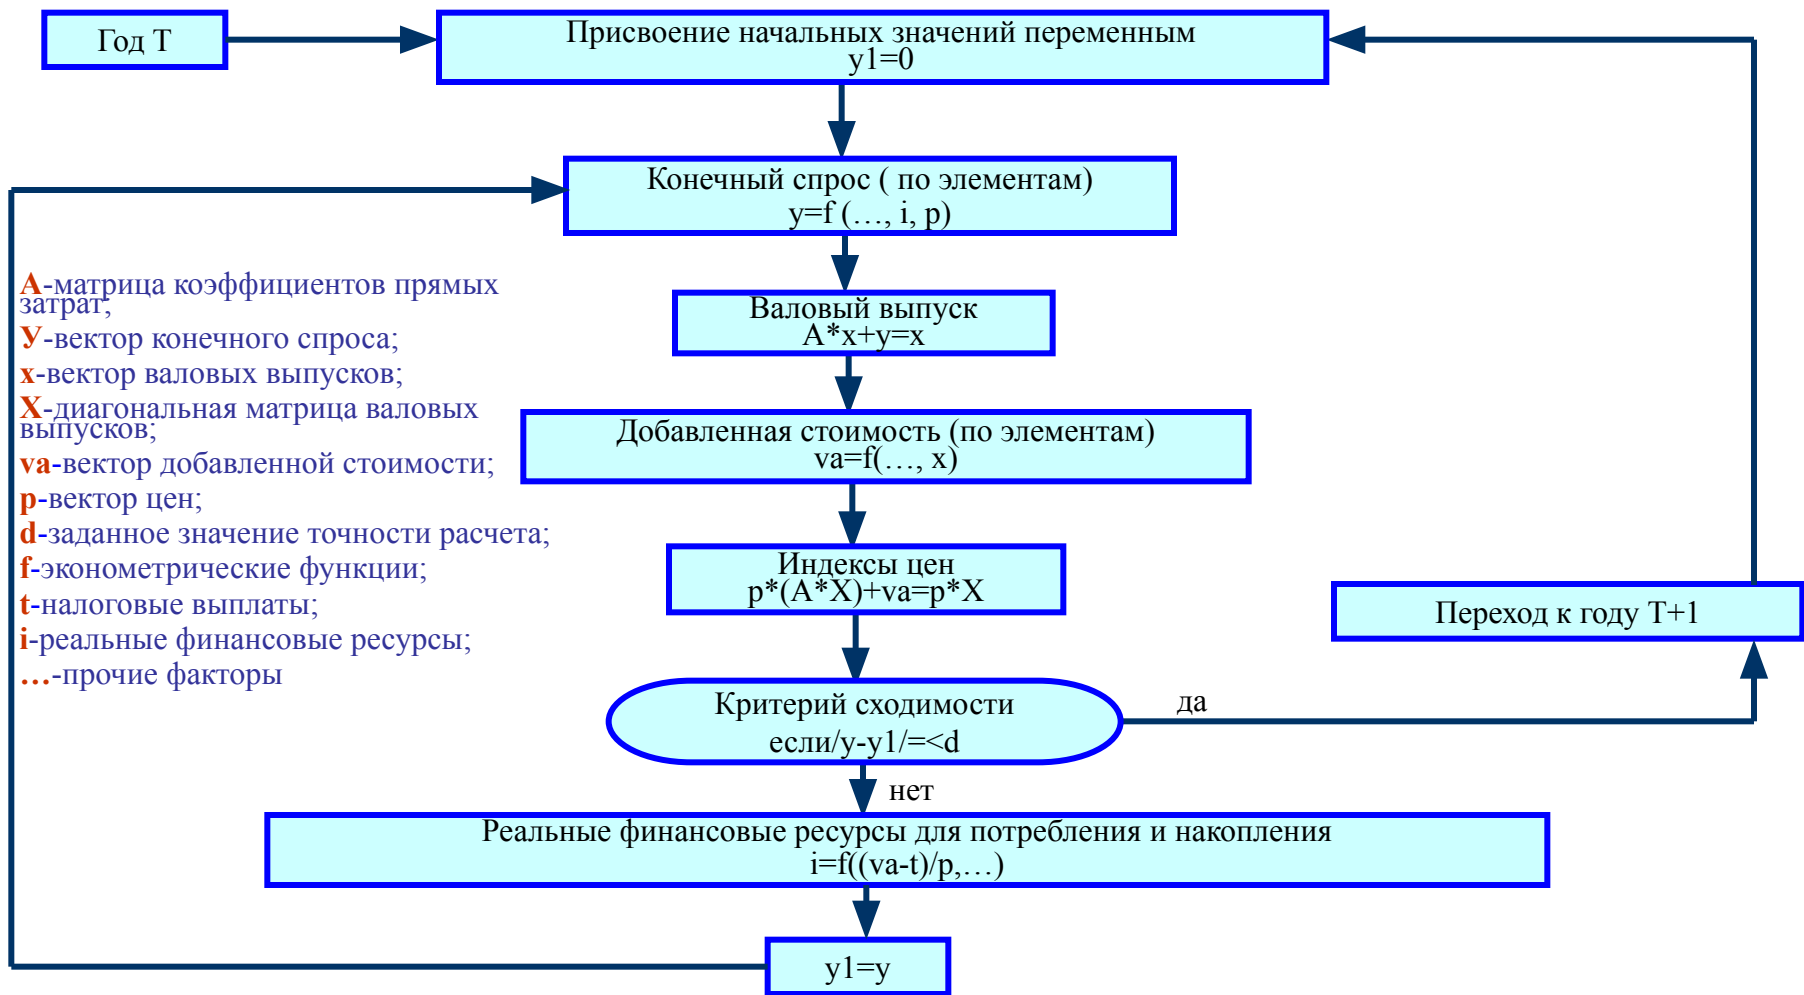 Год T
Присвоение начальных значений переменным
y1=0
Конечный спрос ( по элементам)
y=f (…, i, p)
А-матрица коэффициентов прямых
затрат;
У-вектор конечного спроса;
х-вектор валовых выпусков;
Х-диагональная матрица валовых
выпусков;
va-вектор добавленной стоимости;
p-вектор цен;
d-заданное значение точности расчета;
f-эконометрические функции;
t-налоговые выплаты;
i-реальные финансовые ресурсы;
…-прочие факторы
Валовый выпуск
A*x+y=x
Добавленная стоимость (по элементам)
va=f(…, x)
Индексы цен
p*(A*X)+va=p*X
Переход к году T+1
Критерий сходимости
если/y-y1/=<d
да
нет
Реальные финансовые ресурсы для потребления и накопления
i=f((va-t)/p,…)
y1=y